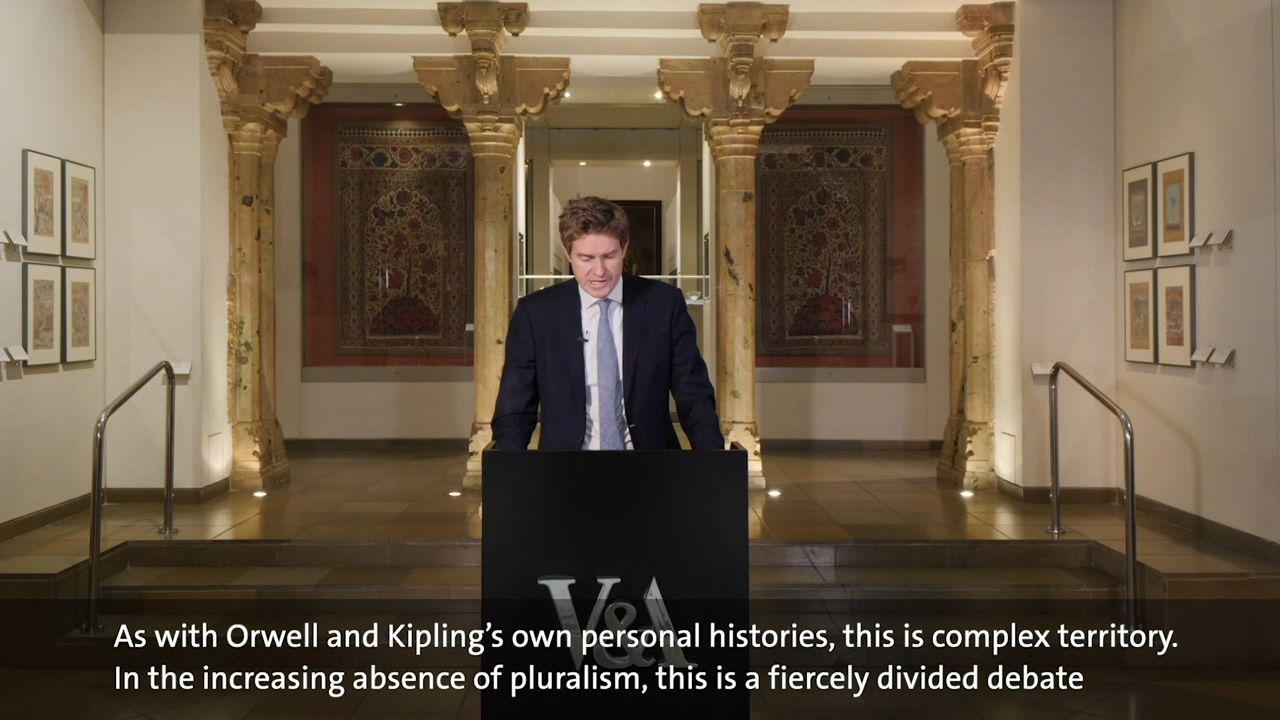 V&A
As with Orwell and Kipling’s own personal histories, this is complex territory.
In the increasing absence of pluralism, this is a fiercely divided debate